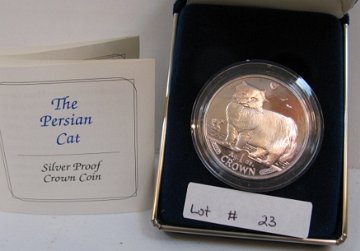 The
Persian
Cat
Silver Proof
Crown Coin
CROWN
Lot # 23